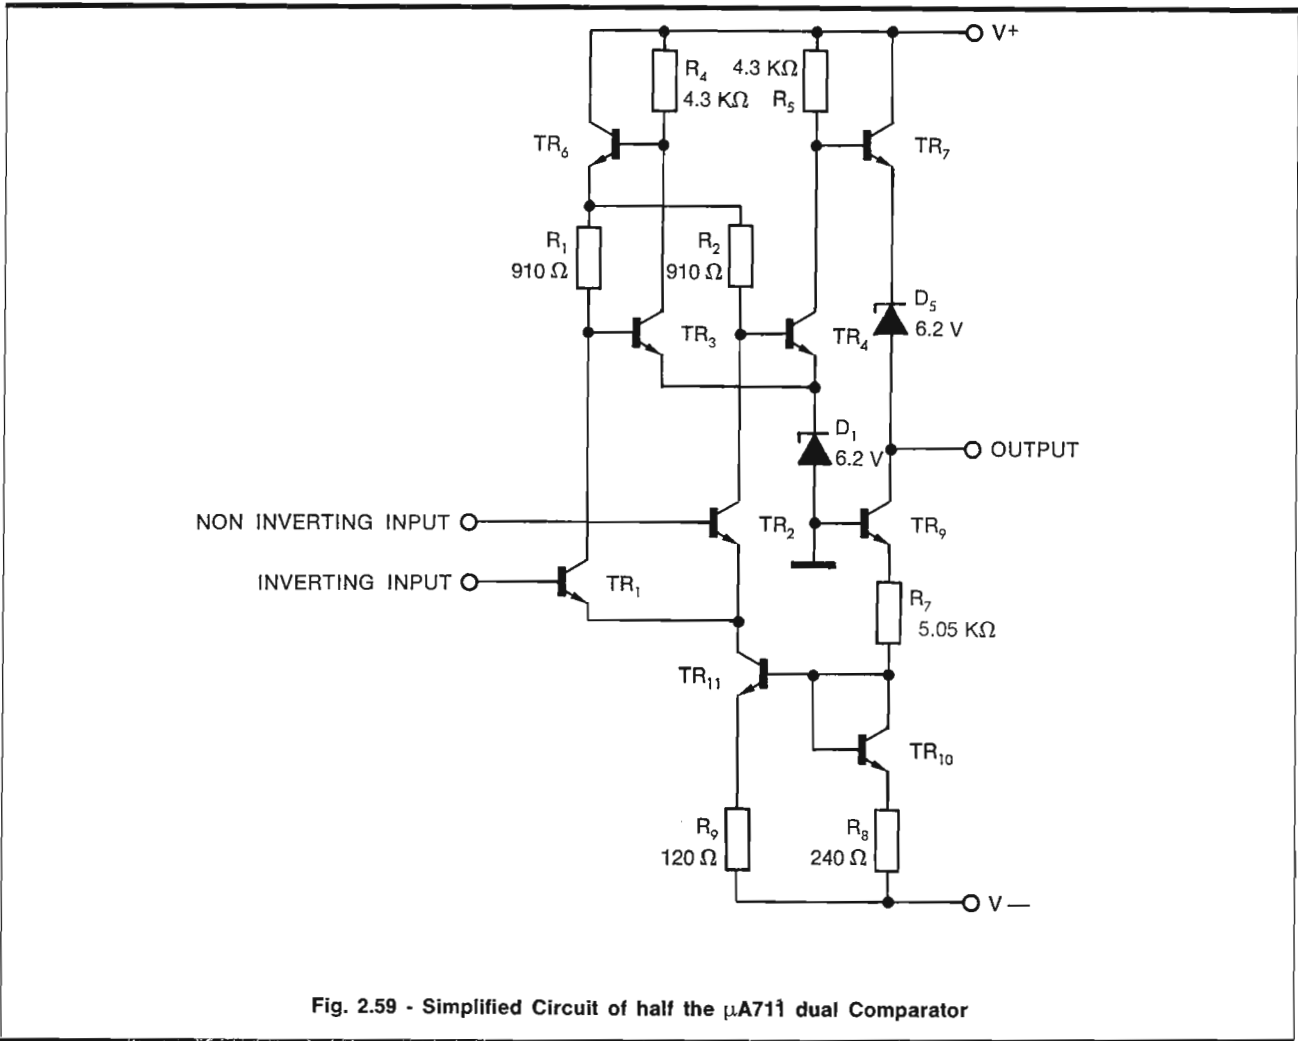 V+
R4 4.3 KΩ
4.3 KΩ R5
TR6
TR7
R1
910 Ω
R2
910 Ω
D5
6.2 V
TR3
TR4
D1
6.2 V
OUTPUT
NON INVERTING INPUT
TR2
TR9
INVERTING INPUT
TR1
R7
5.05 KΩ
TR11
TR10
R9
120 Ω
R8
240 Ω
V—
Fig. 2.59 - Simplified Circuit of half the μA711 dual Comparator